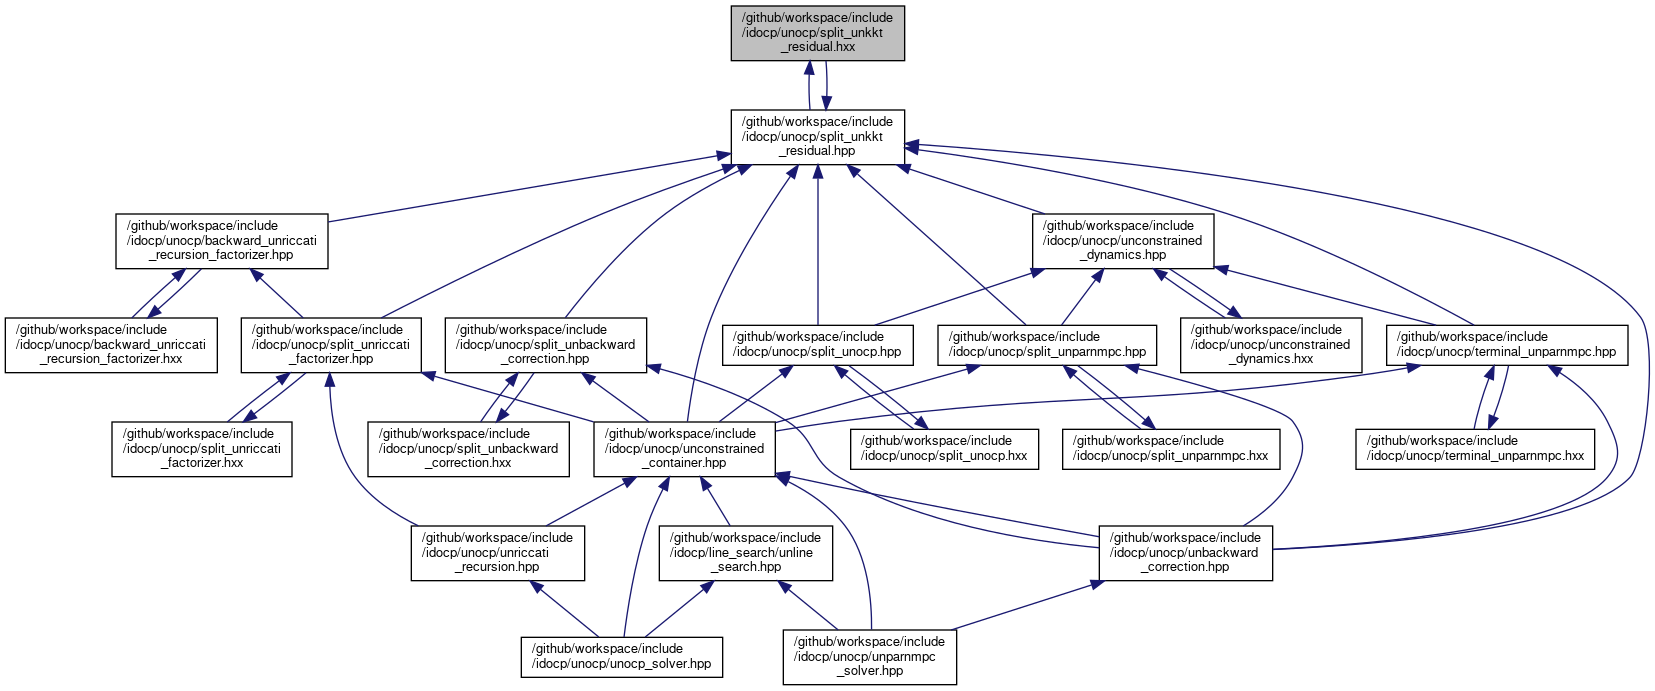 /github/workspace/include
/idocp/unocp/split_unkkt
_residual.hxx
/github/workspace/include
/idocp/unocp/split_unkkt
_residual.hpp
/github/workspace/include
/idocp/unocp/backward_unriccati
_recursion_factorizer.hpp
/github/workspace/include
/idocp/unocp/unconstrained
_dynamics.hpp
/github/workspace/include
/idocp/unocp/backward_unriccati
_recursion_factorizer.hxx
/github/workspace/include
/idocp/unocp/split_unriccati
_factorizer.hpp
/github/workspace/include
/idocp/unocp/split_unbackward
_correction.hpp
/github/workspace/include
/idocp/unocp/split_unocp.hpp
/github/workspace/include
/idocp/unocp/split_unparnmpc.hpp
/github/workspace/include
/idocp/unocp/unconstrained
_dynamics.hxx
/github/workspace/include
/idocp/unocp/terminal_unparnmpc.hpp
/github/workspace/include
/idocp/unocp/split_unriccati
_factorizer.hxx
/github/workspace/include
/idocp/unocp/split_unbackward
_correction.hxx
/github/workspace/include
/idocp/unocp/unconstrained
_container.hpp
/github/workspace/include
/idocp/unocp/split_unocp.hxx
/github/workspace/include
/idocp/unocp/split_unparnmpc.hxx
/github/workspace/include
/idocp/unocp/terminal_unparnmpc.hxx
/github/workspace/include
/idocp/unocp/unriccati
_recursion.hpp
/github/workspace/include
/idocp/line_search/unline
_search.hpp
/github/workspace/include
/idocp/unocp/unbackward
_correction.hpp
/github/workspace/include
/idocp/unocp/unocp_solver.hpp
/github/workspace/include
/idocp/unocp/unparnmpc
_solver.hpp